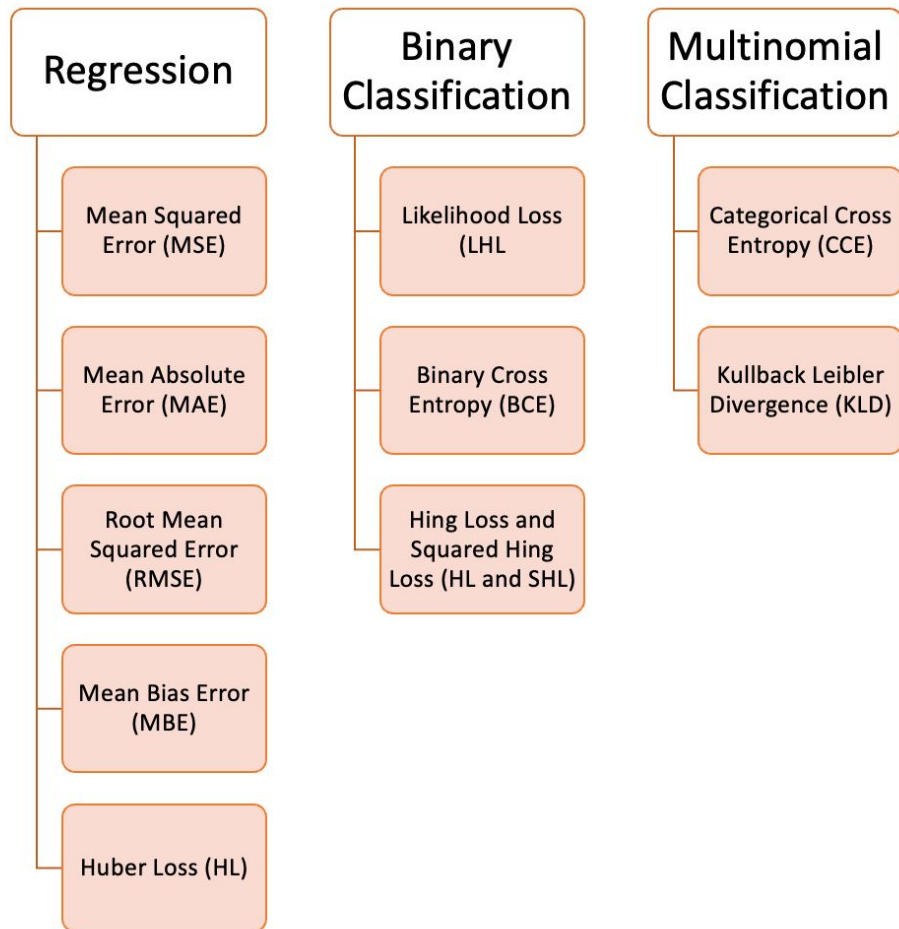 Regression
Mean Squared
Error (MSE)
Mean Absolute
Error (MAE)
Root Mean
Squared Error
(RMSE)
Mean Bias Error
(MBE)
Huber Loss (HL)
Binary
Classification
Likelihood Loss
(LHL
Binary Cross
Entropy (BCE)
Hing Loss and
Squared Hing
Loss (HL and SHL)
Multinomial
Classification
Categorical Cross
Entropy (CCE)
Kullback Leibler
Divergence (KLD)